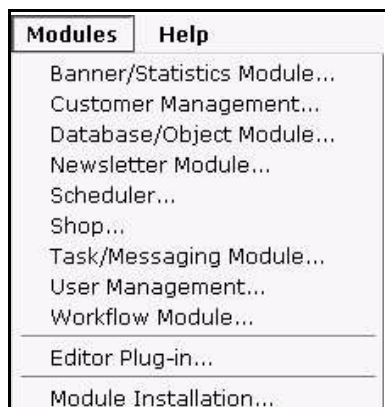 Modules Help
Banner/Statistics Module...
Customer Management...
Database/Object Module...
Newsletter Module...
Scheduler...
Shop...
Task/Messaging Module...
User Management...
Workflow Module...
Editor Plug-in...
Module Installation...